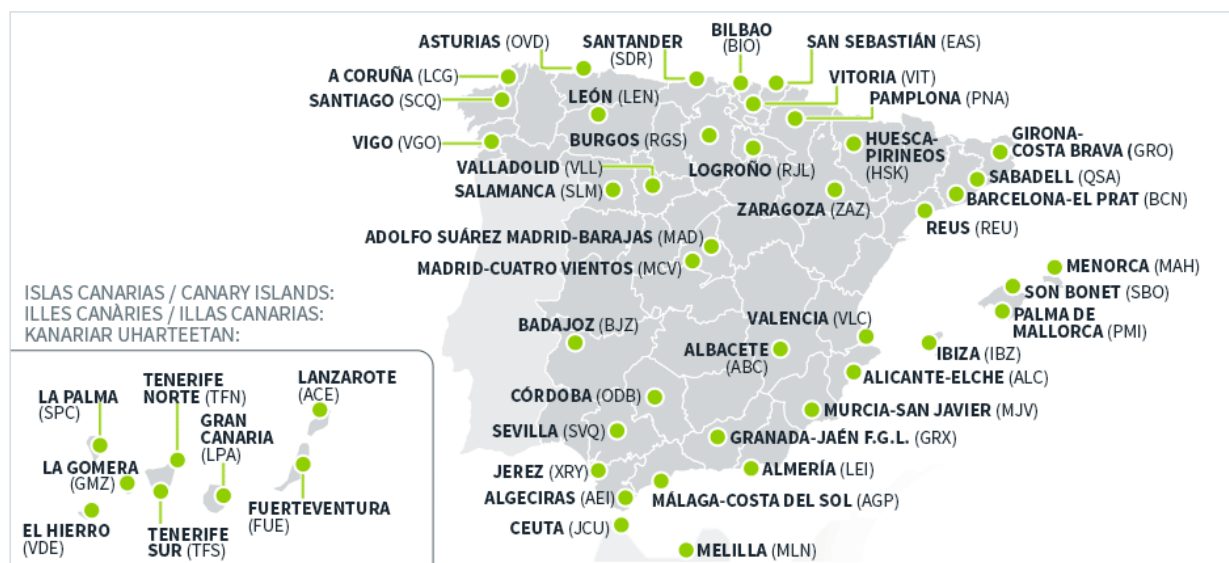 ASTURIAS (OVD)
SANTANDER
(SDR)
BILBAO
(BIO)
SAN SEBASTIÁN (EAS)
A CORUÑA (LCG)
VITORIA (VIT)
SANTIAGO (SCQ)
LEÓN (LEN)
PAMPLONA (PNA)
VIGO (VGO)
BURGOS (RGS)
HUESCA-
PIRINEOS
(HSK)
GIRONA-
COSTA BRAVA (GRO)
VALLADOLID (VLL)
LOGROÑO (RJL)
SABADELL (QSA)
SALAMANCA (SLM)
BARCELONA-EL PRAT (BCN)
ZARAGOZA (ZAZ)
REUS (REU)
ADOLFO SUÁREZ MADRID-BARAJAS (MAD)
MADRID-CUATRO VIENTOS (MCV)
MENORCA (MAH)
SON BONET (SBO)
PALMA DE
MALLORCA (PMI)
ISLAS CANARIAS / CANARY ISLANDS:
ILLES CANÀRIES / ILLAS CANARIAS:
KANARIAR UHARTEETAN:
BADAJOZ (BJZ)
VALENCIA (VLC)
ALBACETE
(ABC)
IBIZA (IBZ)
ALICANTE-ELCHE (ALC)
CÓRDOBA (ODB)
MURCIA-SAN JAVIER (MJV)
SEVILLA (SVQ)
GRANADA-JAÉN F.G.L. (GRX)
JEREZ (XRY)
ALMERÍA (LEI)
ALGECIRAS (AEI)
MÁLAGA-COSTA DEL SOL (AGP)
CEUTA (JCU)
MELILLA (MLN)
LA PALMA
(SPC)
TENERIFE
NORTE (TFN)
GRAN
CANARIA
(LPA)
LANZAROTE
(ACE)
LA GOMERA
(GMZ)
FUERTEVENTURA
(FUE)
EL HIERRO
(VDE)
TENERIFE
SUR (TFS)